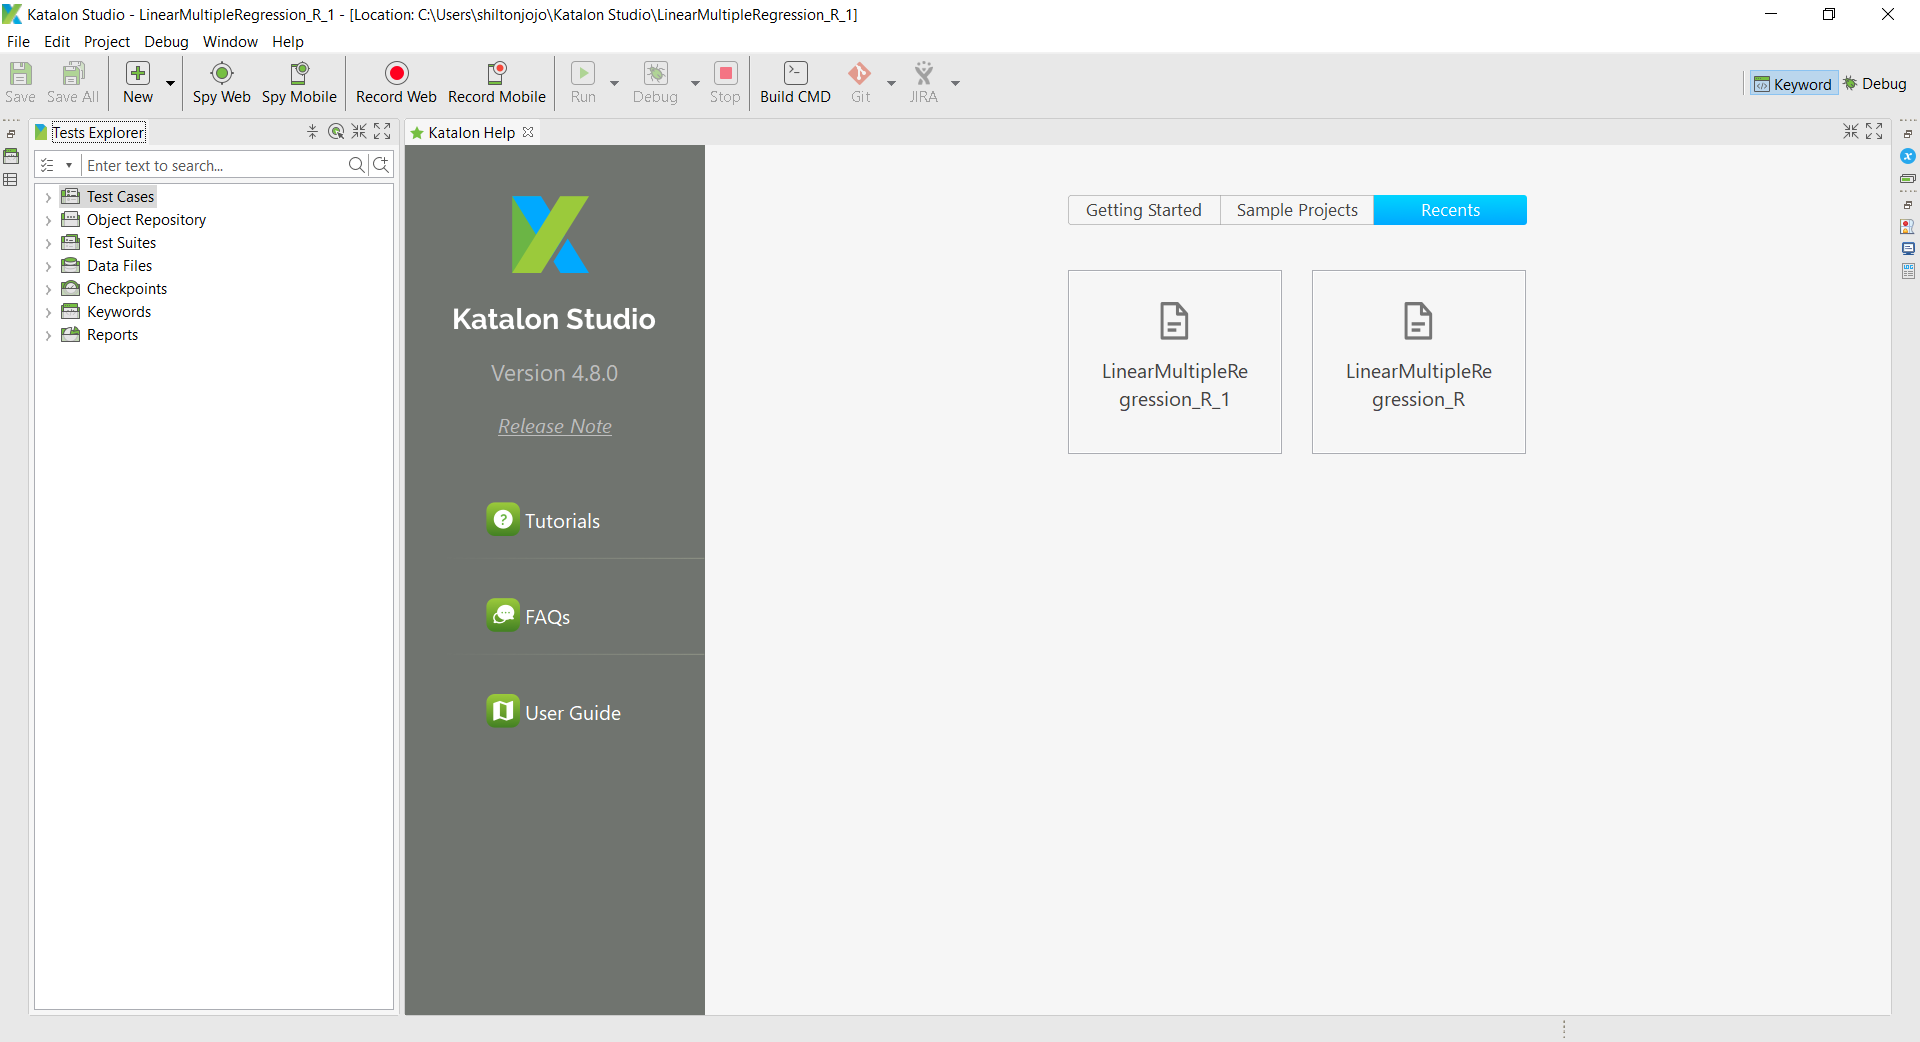 Katalon Studio - LinearMultipleRegression_R_1 - [Location: C:\Users\shiltonjojo\Katalon Studio\LinearMultipleRegression_R_1]
File Edit Project Debug Window Help
Save Save All New Spy Web Spy Mobile Record Web Record Mobile Run Debug Stop Build CMD Git JIRA Keyword Debug
Tests Explorer
Enter text to search...
Test Cases
Object Repository
Test Suites
Data Files
Checkpoints
Keywords
Reports
Katalon Help
Katalon Studio
Version 4.8.0
Release Note
Tutorials
FAQs
User Guide
Getting Started Sample Projects Recents
LinearMultipleRe
gression_R_1
LinearMultipleRe
gression_R